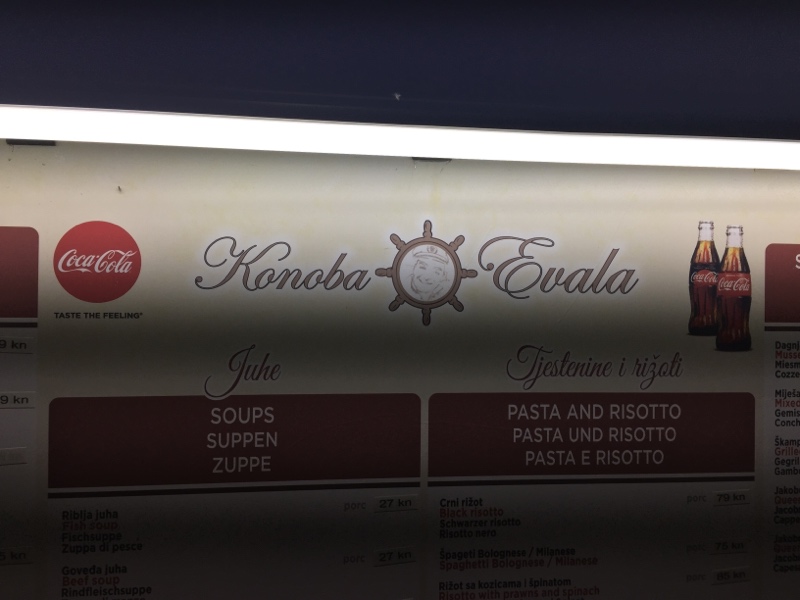 Coca-Cola
TASTE THE FEELING
Konoba Evala
Coca-Cola
Coca-Cola
Juhe
SOUPS
SUPPEN
ZUPPE
Riblja juha
Fish soup
Fischsuppe
Zuppa di pesce
porc 27 kn
Goveđa juha
Beef soup
Rindfleischsuppe
porc 27 kn
Tjestenine i rižoti
PASTA AND RISOTTO
PASTA UND RISOTTO
PASTA E RISOTTO
Crni rižot
Black risotto
Schwarzer risotto
Risotto nero
porc 79 kn
Špageti Bolognese / Milanese
Spaghetti Bolognese / Milanese
porc 75 kn
Rižot sa kozicama i špinatom
Risotto with prawns and spinach
porc
9 kn
9 kn
5 kn